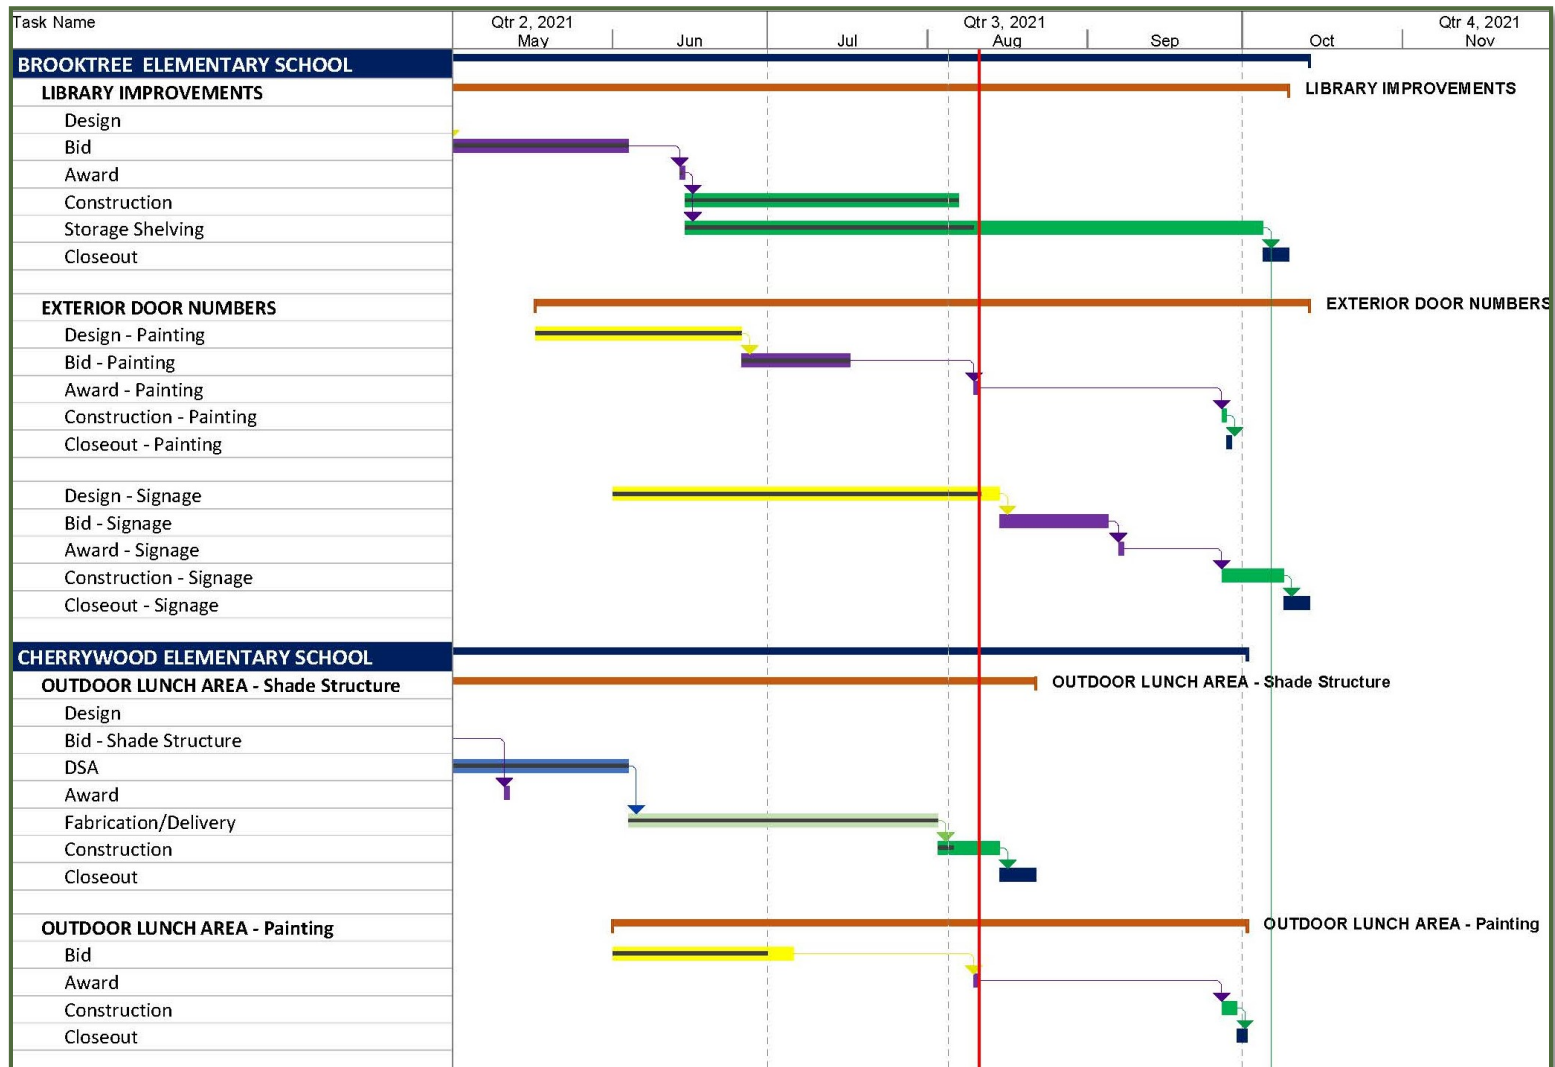 Task Name Qtr 2, 2021 Qtr 3, 2021 Qtr 4, 2021
May Jun Jul Aug Sep Oct Nov
BROOKTREE ELEMENTARY SCHOOL
LIBRARY IMPROVEMENTS LIBRARY IMPROVEMENTS
Design
Bid
Award
Construction
Storage Shelving
Closeout
EXTERIOR DOOR NUMBERS EXTERIOR DOOR NUMBERS
Design - Painting
Bid - Painting
Award - Painting
Construction - Painting
Closeout - Painting
Design - Signage
Bid - Signage
Award - Signage
Construction - Signage
Closeout - Signage
CHERRYWOOD ELEMENTARY SCHOOL
OUTDOOR LUNCH AREA - Shade Structure OUTDOOR LUNCH AREA - Shade Structure
Design
Bid - Shade Structure
DSA
Award
Fabrication/Delivery
Construction
Closeout
OUTDOOR LUNCH AREA - Painting OUTDOOR LUNCH AREA - Painting
Bid
Award
Construction
Closeout